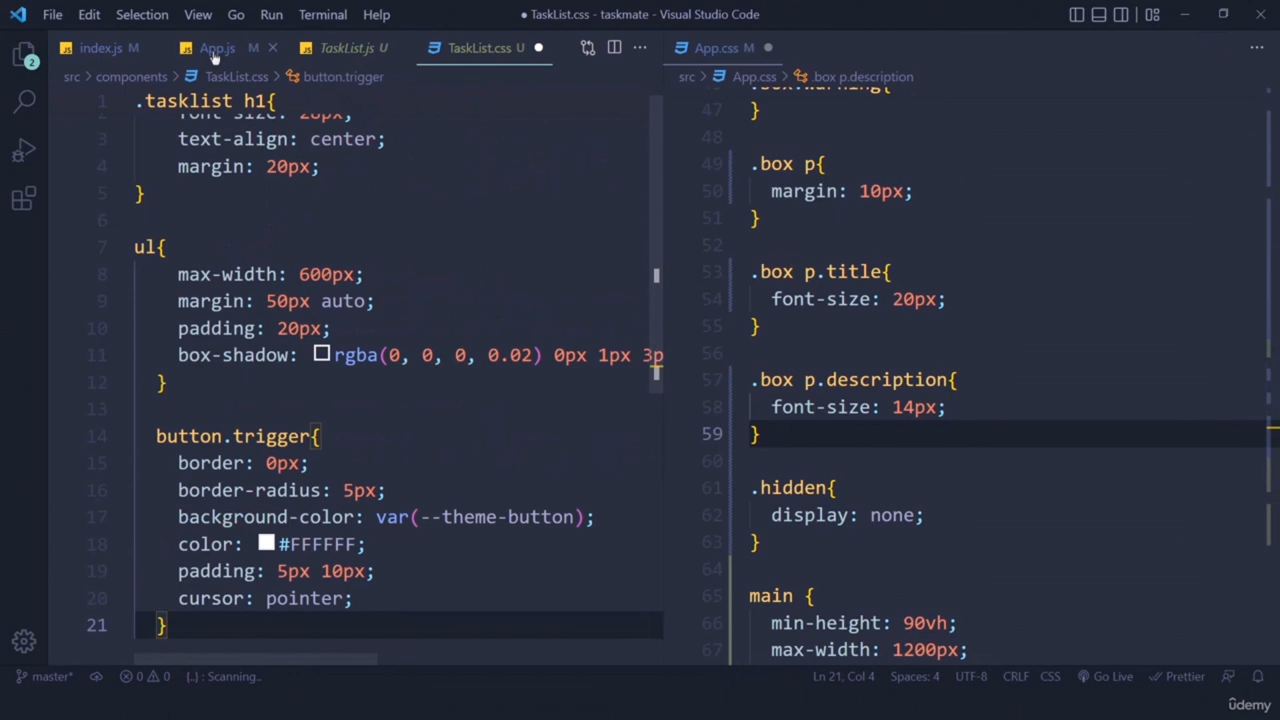 File Edit Selection View Go Run Terminal Help
● TaskList.css - taskmate - Visual Studio Code
index.js M
App.js M
TaskList.js U
TaskList.css
App.css M
src > components > TaskList.css > button.trigger
src > App.css > .box p.description
2
1 .tasklist h1{
2 font-size: 28px;
3 text-align: center;
4 margin: 20px;
5 }
6
7 ul{
8 max-width: 600px;
9 margin: 50px auto;
10 padding: 20px;
11 box-shadow: rgba(0, 0, 0, 0.02) 0px 1px 3p
12 }
13
14 button.trigger{
15 border: 0px;
16 border-radius: 5px;
17 background-color: var(--theme-button);
18 color: #FFFFFF;
19 padding: 5px 10px;
20 cursor: pointer;
21 }
.box.warning{
47 }
48
49 .box p{
50 margin: 10px;
51 }
52
53 .box p.title{
54 font-size: 20px;
55 }
56
57 .box p.description{
58 font-size: 14px;
59 }
60
61 .hidden{
62 display: none;
63 }
64
65 main {
66 min-height: 90vh;
67 max-width: 1200px;
master* 0 0 {..} : Scanning..
Ln 21, Col 4 Spaces: 4 UTF-8 CRLF CSS Go Live Prettier
ûdemy